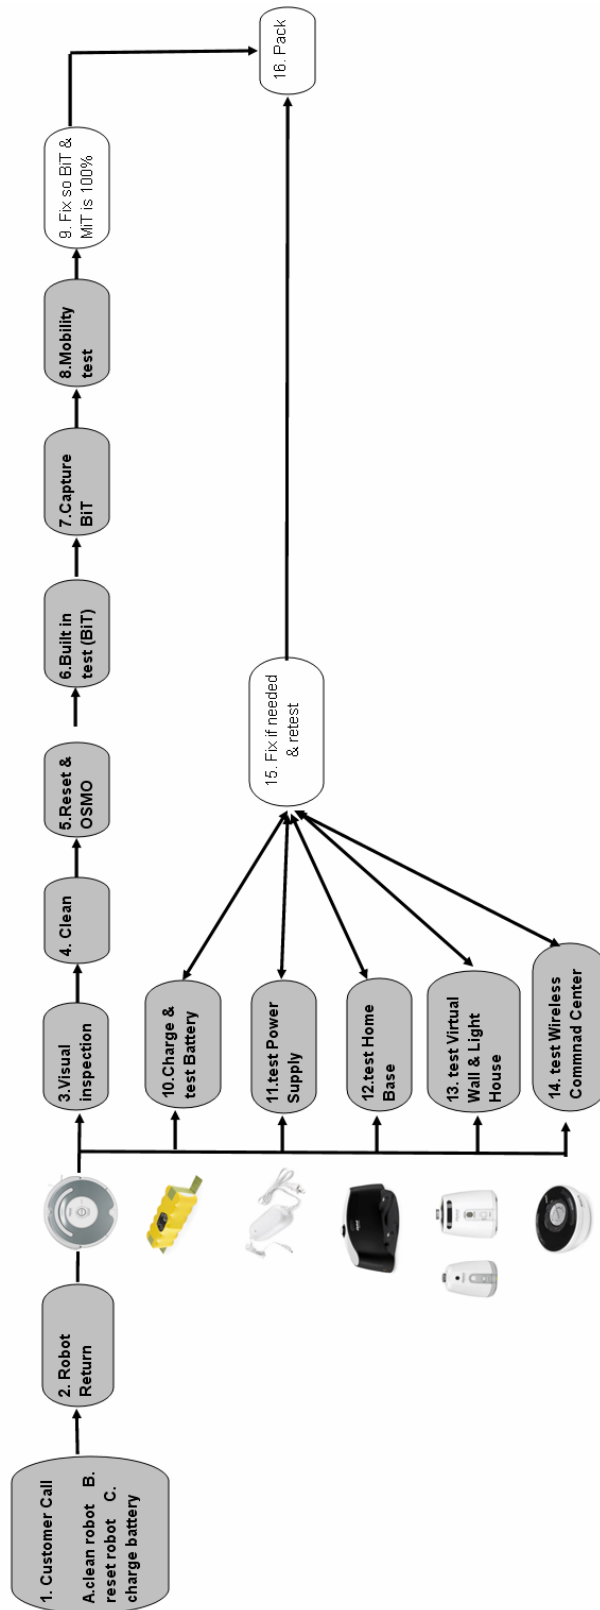 1. Customer Call
A.clean robot B.
reset robot C.
charge battery
2. Robot
Return
3.Visual
inspection
4. Clean
5.Reset &
OSMO
6.Built in
test (BiT)
7.Capture
BiT
8.Mobility
test
9. Fix so BiT &
MiT is 100%
10.Charge &
test Battery
11.test Power
Supply
12.test Home
Base
13. test Virtual
Wall & Light
House
14. test Wireless
Commnad Center
15. Fix if needed
& retest
16. Pack